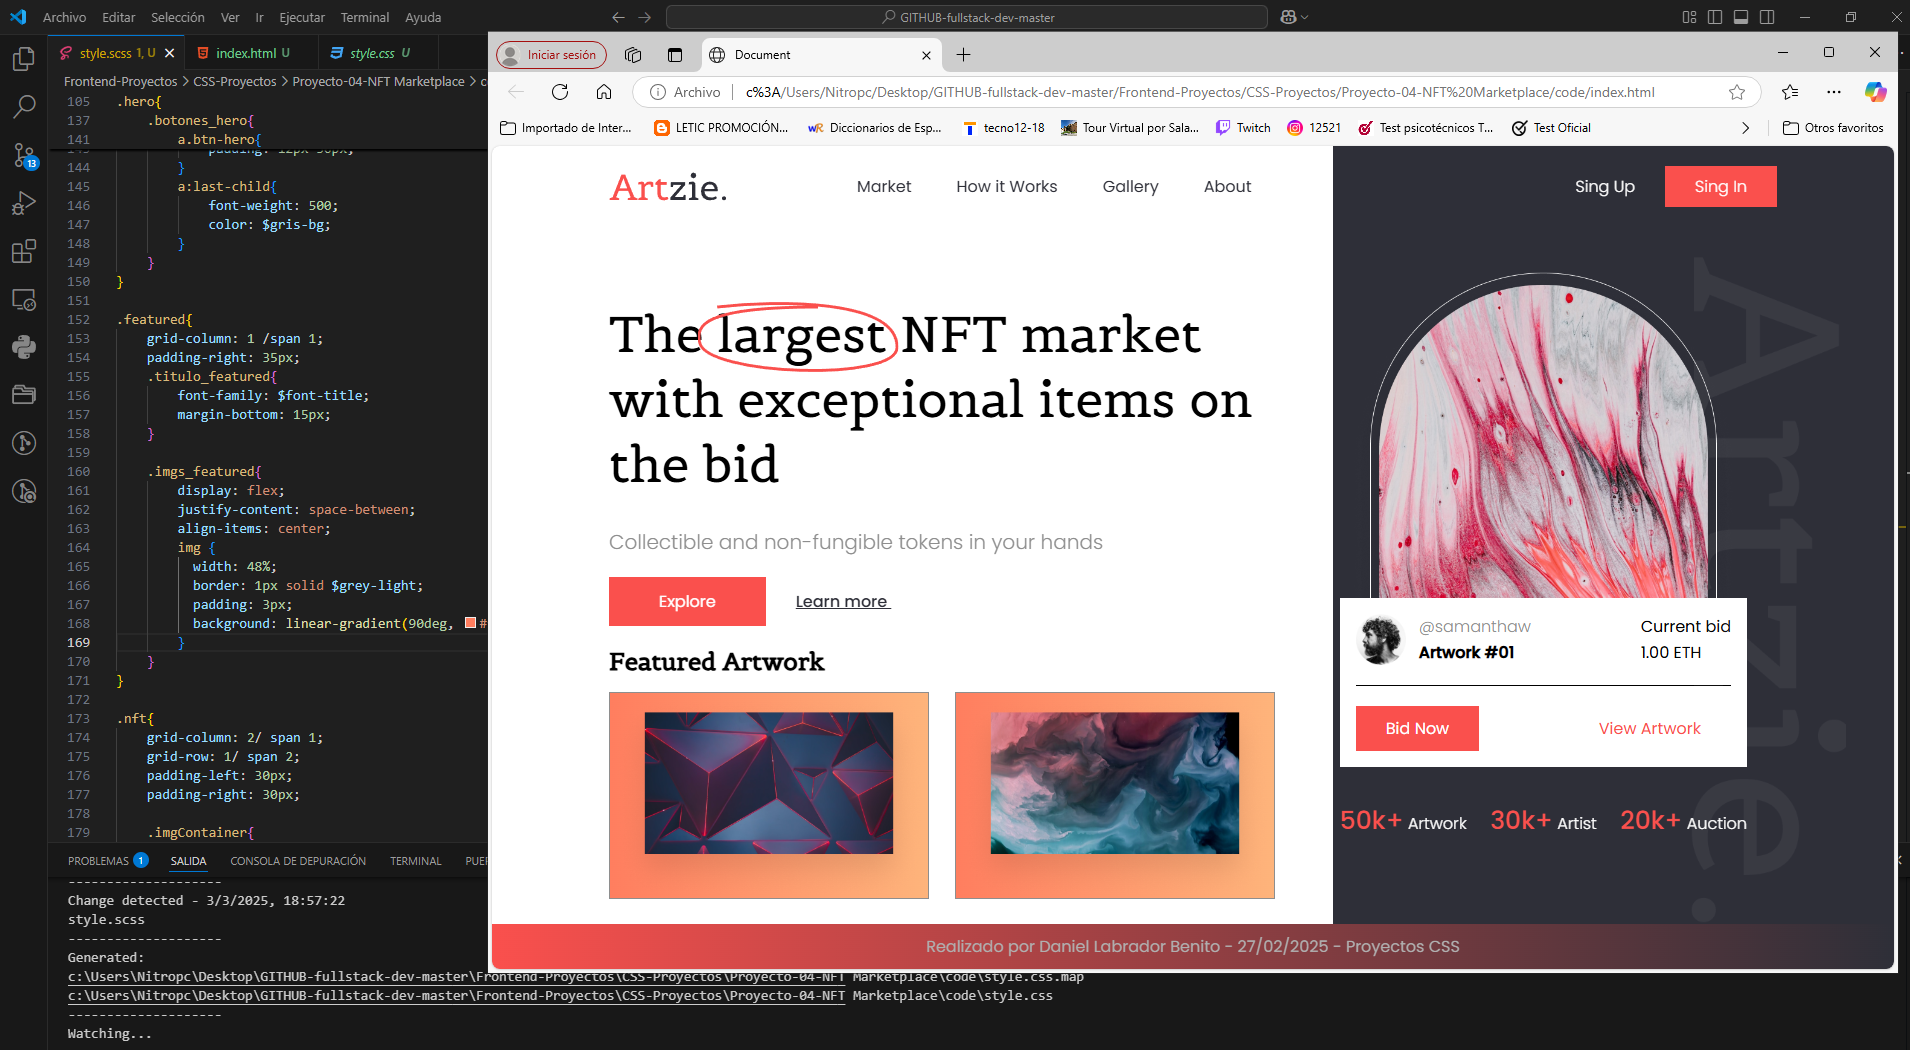 Archivo Editar Selección Ver Ir Ejecutar Terminal Ayuda
GITHUB-fullstack-dev-master
style.scss 1, U
index.html U
style.css U
Frontend-Proyectos > CSS-Proyectos > Proyecto-04-NFT Marketplace >
105 .hero{
137 .botones_hero{
141 a.btn-hero{
144 }
145 a:last-child{
146 font-weight: 500;
147 color: $gris-bg;
148 }
149 }
150 }
151
152 .featured{
153 grid-column: 1 /span 1;
154 padding-right: 35px;
155 .titulo_featured{
156 font-family: $font-title;
157 margin-bottom: 15px;
158 }
159
160 .imgs_featured{
161 display: flex;
162 justify-content: space-between;
163 align-items: center;
164 img {
165 width: 48%;
166 border: 1px solid $grey-light;
167 padding: 3px;
168 background: linear-gradient(90deg, #
169 }
170 }
171 }
172
173 .nft{
174 grid-column: 2/ span 1;
175 grid-row: 1/ span 2;
176 padding-left: 30px;
177 padding-right: 30px;
178
179 .imgContainer{
13
PROBLEMAS 1 SALIDA CONSOLA DE DEPURACIÓN TERMINAL
--------------------
Change detected - 3/3/2025, 18:57:22
style.scss
--------------------
Generated:
c:\Users\Nitropc\Desktop\GITHUB-fullstack-dev-master\Frontend-Proyectos\CSS-Proyectos\Proyecto-04-NFT Marketplace\code\style.css.map
c:\Users\Nitropc\Desktop\GITHUB-fullstack-dev-master\Frontend-Proyectos\CSS-Proyectos\Proyecto-04-NFT Marketplace\code\style.css
--------------------
Watching...
Iniciar sesión
Document
Archivo c%3A/Users/Nitropc/Desktop/GITHUB-fullstack-dev-master/Frontend-Proyectos/CSS-Proyectos/Proyecto-04-NFT%20Marketplace/code/index.html
Importado de Inter... LETIC PROMOCIÓN... Diccionarios de Esp... tecno12-18 Tour Virtual por Sala... Twitch 12521 Test psicotécnicos T... Test Oficial Otros favoritos
Artzie. Market How it Works Gallery About Sing Up Sing In
The largest NFT market
with exceptional items on
the bid
Collectible and non-fungible tokens in your hands
Explore Learn more
Featured Artwork
Artzie.
@samanthaw Current bid
Artwork #01 1.00 ETH
Bid Now View Artwork
50k+ Artwork 30k+ Artist 20k+ Auction
Realizado por Daniel Labrador Benito - 27/02/2025 - Proyectos CSS